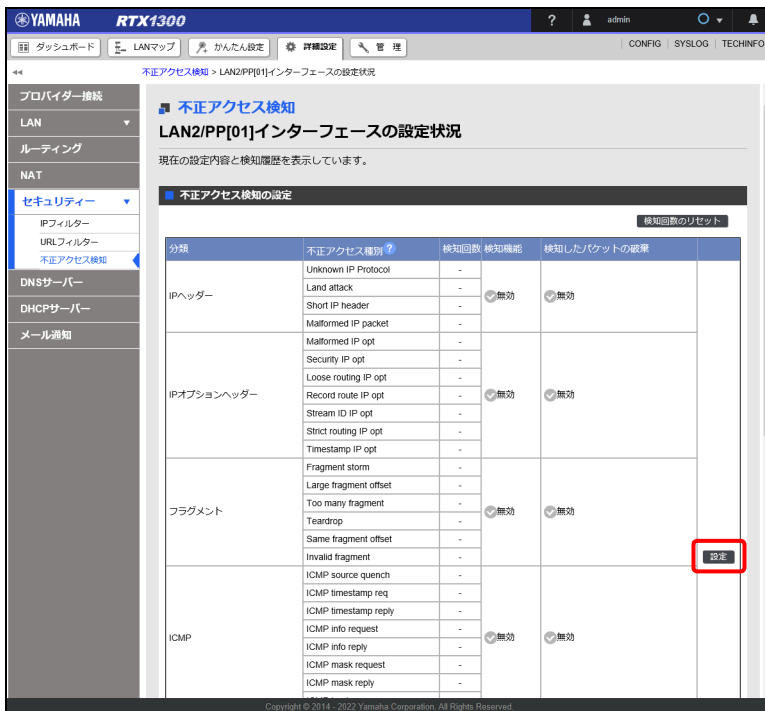 YAMAHA RTX1300 ? admin
ダッシュボード LANマップ かんたん設定 詳細設定 管 理 CONFIG SYSLOG TECHINFO
不正アクセス検知 > LAN2/PP[01]インターフェースの設定状況
プロバイダー接続
LAN
ルーティング
NAT
セキュリティー
IPフィルター
URLフィルター
不正アクセス検知
DNSサーバー
DHCPサーバー
メール通知
不正アクセス検知
LAN2/PP[01]インターフェースの設定状況
現在の設定内容と検知履歴を表示しています。
不正アクセス検知の設定
検知回数のリセット
分類 不正アクセス種別 ? 検知回数 検知機能 検知したパケットの破棄
IPヘッダー 無効 無効
Unknown IP Protocol -
Land attack -
Short IP header -
Malformed IP packet -
IPオプションヘッダー 無効 無効
Malformed IP opt -
Security IP opt -
Loose routing IP opt -
Record route IP opt -
Stream ID IP opt -
Strict routing IP opt -
Timestamp IP opt -
フラグメント 無効 無効
Fragment storm -
Large fragment offset -
Too many fragment -
Teardrop -
Same fragment offset -
Invalid fragment -
設定
ICMP 無効 無効
ICMP source quench -
ICMP timestamp req -
ICMP timestamp reply -
ICMP info request -
ICMP info reply -
ICMP mask request -
ICMP mask reply -
Copyright © 2014 - 2022 Yamaha Corporation. All Rights Reserved.